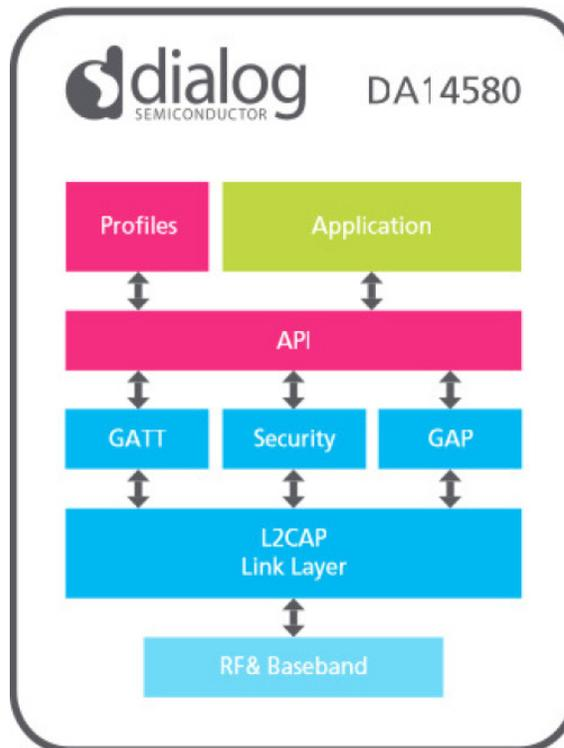 dialog
SEMICONDUCTOR
DA14580
Profiles
Application
API
GATT
Security
GAP
L2CAP
Link Layer
RF& Baseband